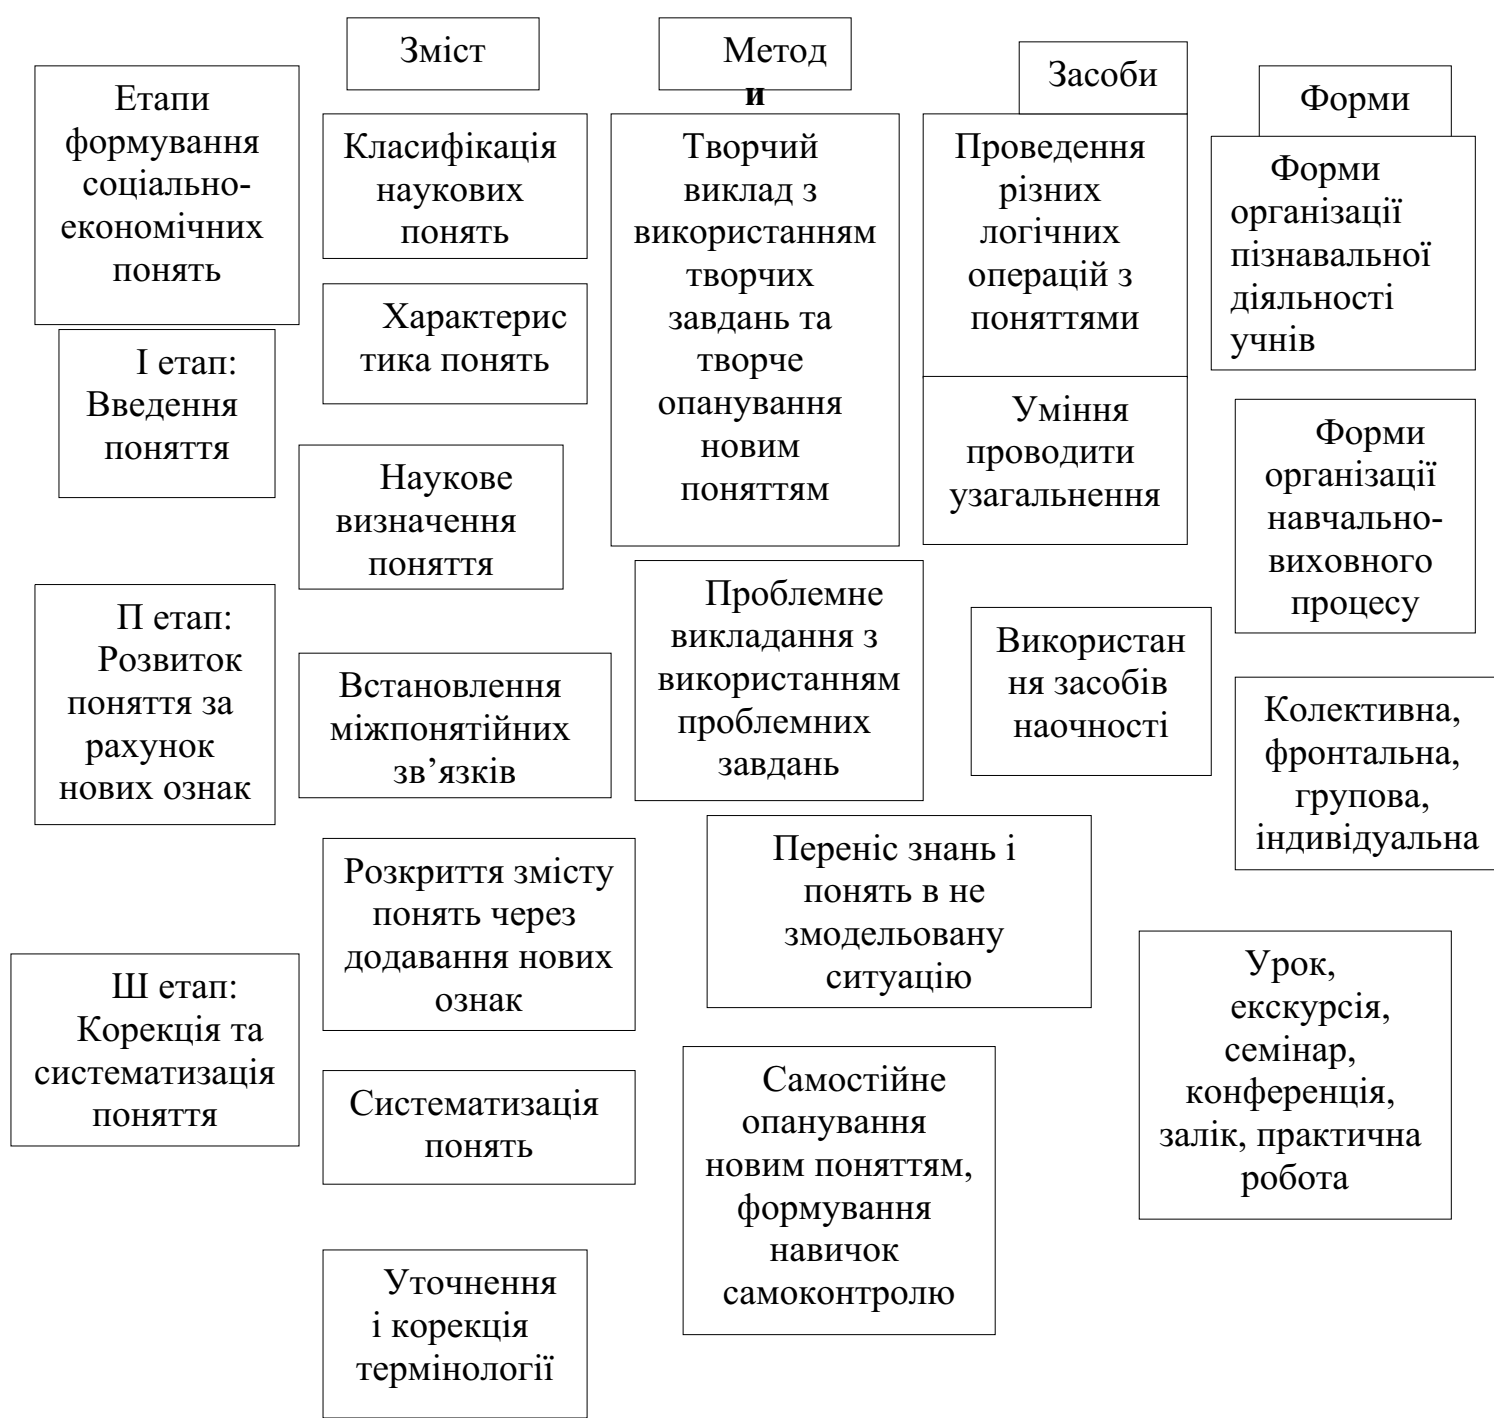 Етапи
формування
соціально-
економічних
понять
І етап:
Введення
поняття
П етап:
Розвиток
поняття за
рахунок
нових ознак
Ш етап:
Корекція та
систематизація
поняття
Зміст
Класифікація
наукових
понять
Характерис
тика понять
Наукове
визначення
поняття
Встановлення
міжпонятійних
зв’язків
Розкриття змісту
понять через
додавання нових
ознак
Систематизація
понять
Уточнення
і корекція
термінології
Метод
и
Творчий
виклад з
використанням
творчих
завдань та
творче
опанування
новим
поняттям
Проблемне
викладання з
використанням
проблемних
завдань
Переніс знань і
понять в не
змодельовану
ситуацію
Самостійне
опанування
новим поняттям,
формування
навичок
самоконтролю
Засоби
Проведення
різних
логічних
операцій з
поняттями
Уміння
проводити
узагальнення
Використан
ня засобів
наочності
Форми
Форми
організації
пізнавальної
діяльності
учнів
Форми
організації
навчально-
виховного
процесу
Колективна,
фронтальна,
групова,
індивідуальна
Урок,
екскурсія,
семінар,
конференція,
залік, практична
робота